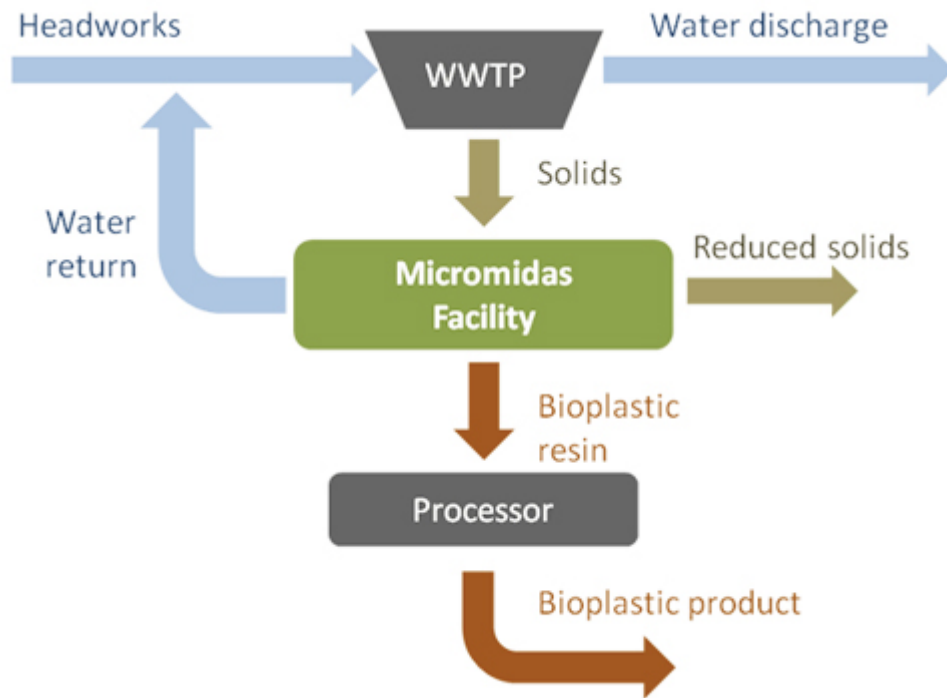 Headworks
Water discharge
WWTP
Solids
Water
return
Reduced solids
Micromidas
Facility
Bioplastic
resin
Processor
Bioplastic product